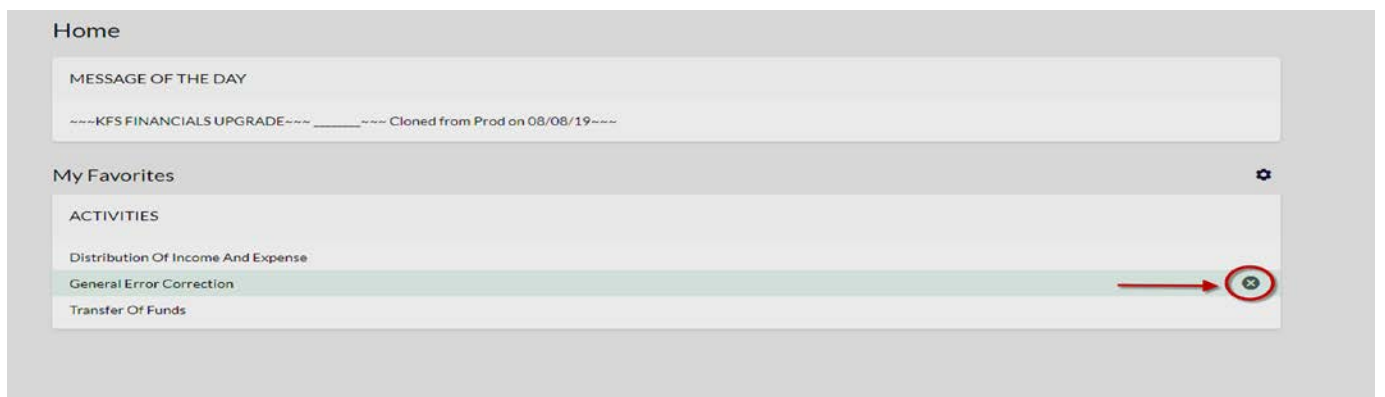 Home
MESSAGE OF THE DAY
~~~KFS FINANCIALS UPGRADE~~~ _______~~~ Cloned from Prod on 08/08/19~~~
My Favorites
ACTIVITIES
Distribution Of Income And Expense
General Error Correction
Transfer Of Funds